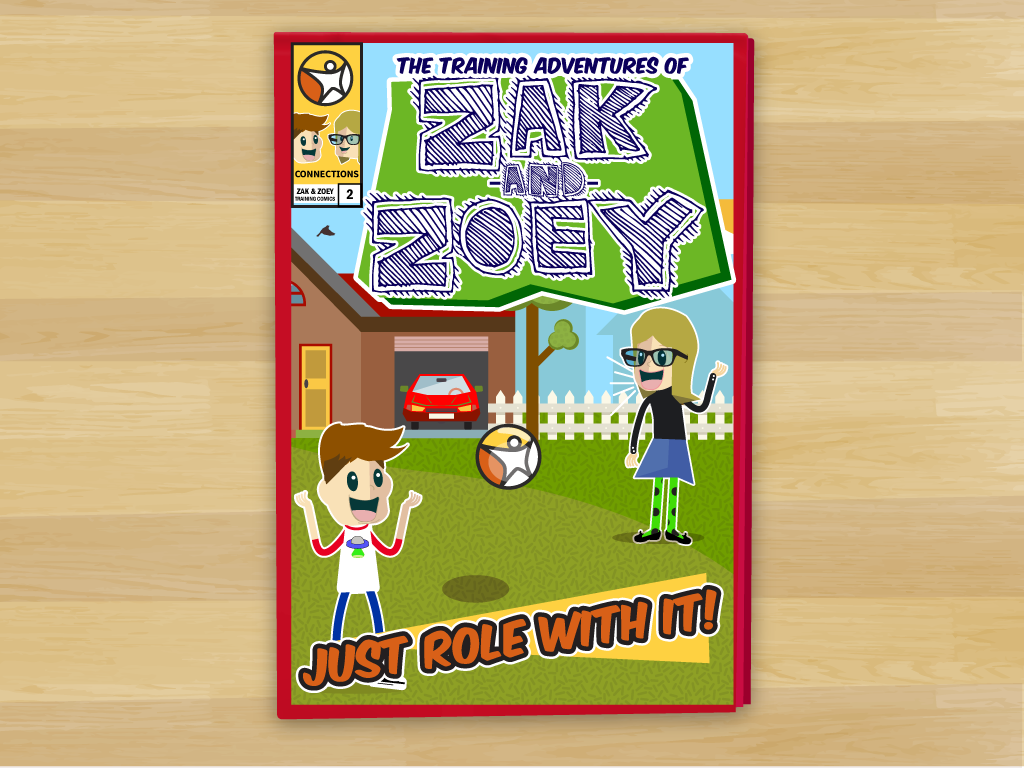 THE TRAINING ADVENTURES OF
ZAK
AND
ZOEY
CONNECTIONS
ZAK & ZOEY
TRAINING COMICS
2
JUST ROLE WITH IT!